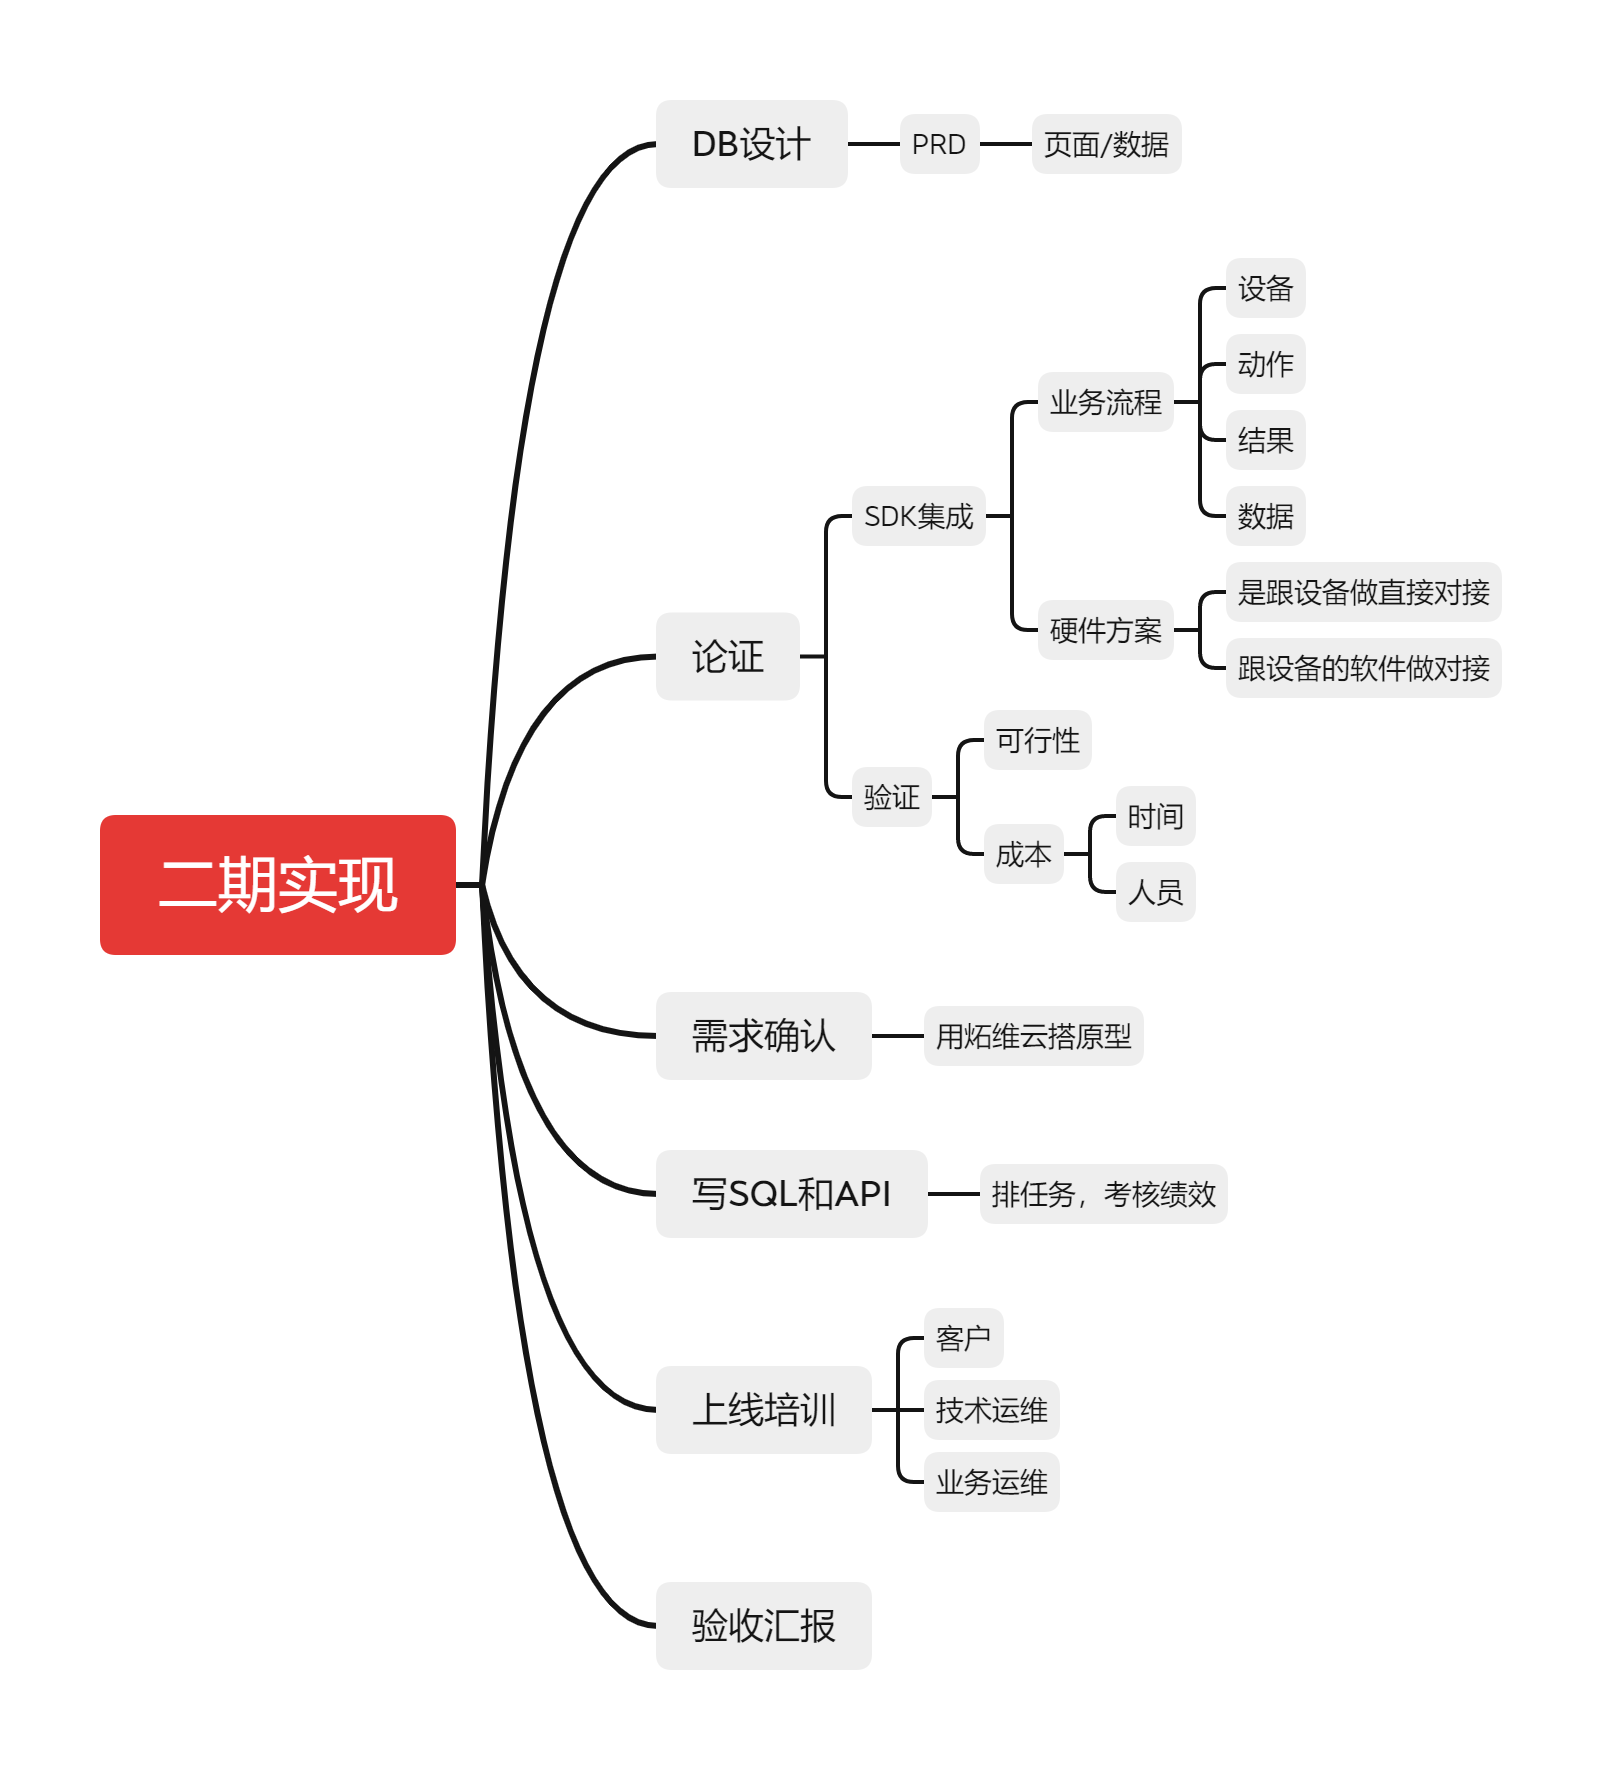 二期实现
DB设计
PRD
页面/数据
论证
SDK集成
业务流程
设备
动作
结果
数据
硬件方案
是跟设备做直接对接
跟设备的软件做对接
验证
可行性
成本
时间
人员
需求确认
用炻维云搭原型
写SQL和API
排任务，考核绩效
上线培训
客户
技术运维
业务运维
验收汇报